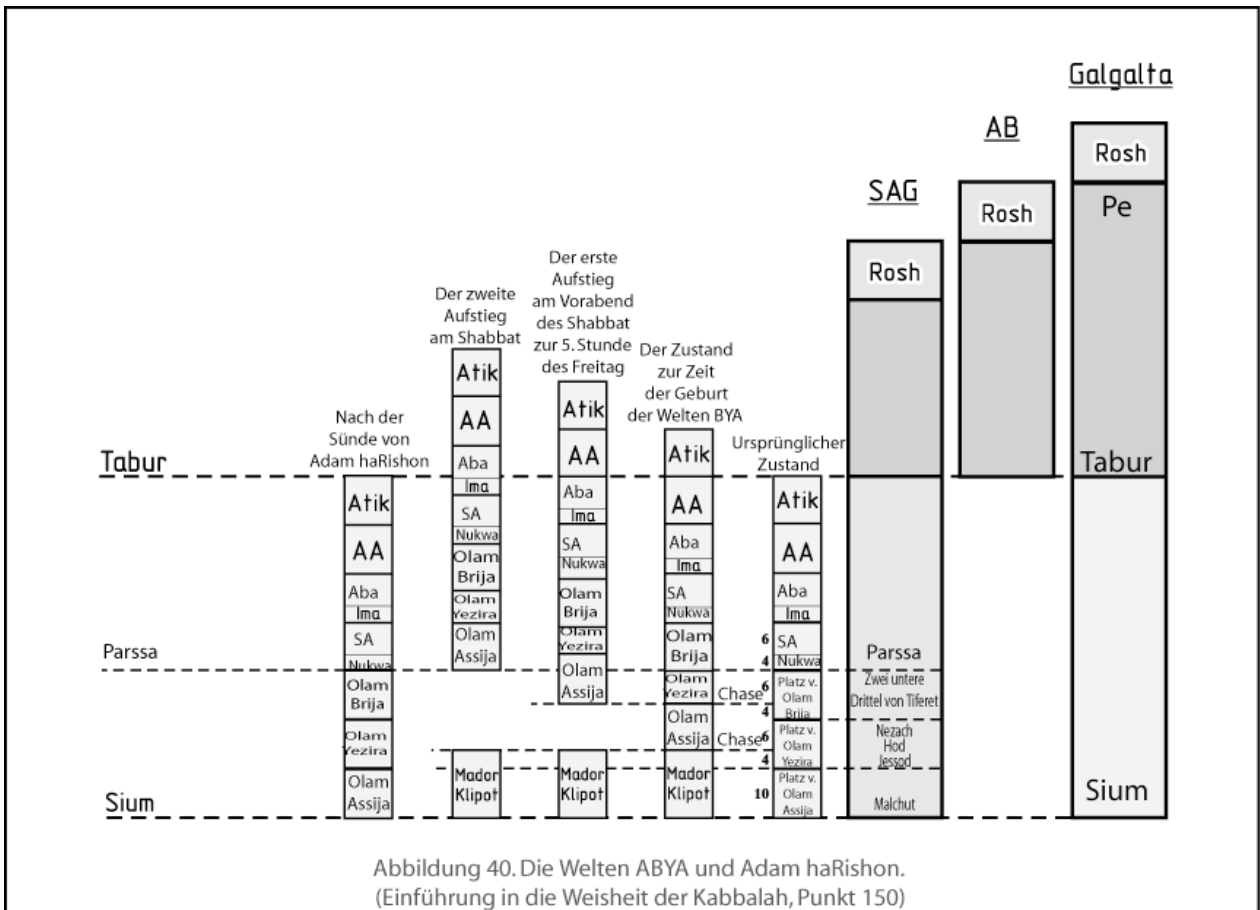 Galgalta
AB
SAG
Rosh
Rosh
Rosh
Pe
Tabur
Sium
Der zweite
Aufstieg
am Shabbat
Der erste
Aufstieg
am Vorabend
des Shabbat
zur 5. Stunde
des Freitag
Der Zustand
zur Zeit
der Geburt
der Welten BYA
Ursprünglicher
Zustand
Nach der
Sünde von
Adam haRishon
Tabur
Parssa
Sium
Atik
AA
Aba
Ima
SA
Nukwa
Olam
Brija
Olam
Yezira
Olam
Assija
Atik
AA
Aba
Ima
SA
Nukwa
Olam
Brija
Olam
Yezira
Olam
Assija
Mador
Klipot
Atik
AA
Aba
Ima
SA
Nukwa
Olam
Brija
Olam
Yezira
Olam
Assija
Mador
Klipot
Atik
AA
Aba
Ima
SA
Nukwa
Olam
Brija
Olam
Yezira
Olam
Assija
Mador
Klipot
Chase
Chase
Atik
AA
Aba
Ima
6 SA
4 Nukwa
6 Platz v.
Olam
4 Brija
6 Platz v.
Olam
4 Yezira
Platz v.
10 Olam
Assija
Parssa
Zwei untere
Drittel von Tiferet
Nezach
Hod
Jessod
Malchut
Abbildung 40. Die Welten ABYA und Adam haRishon.
(Einführung in die Weisheit der Kabbalah, Punkt 150)